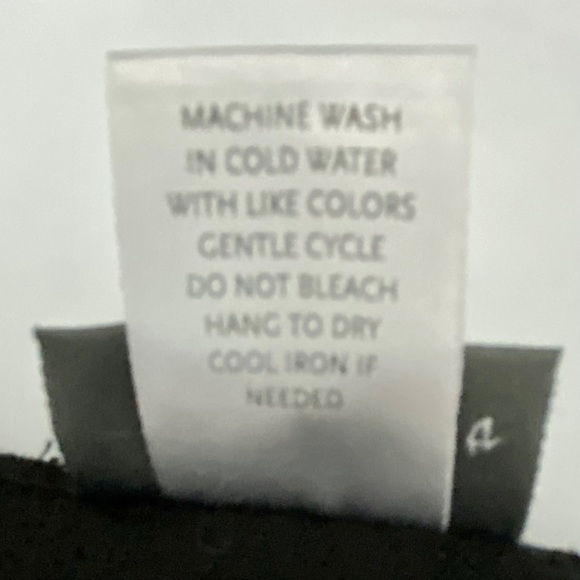 MACHINE WASH
IN COLD WATER
WITH LIKE COLORS
GENTLE CYCLE
DO NOT BLEACH
HANG TO DRY
COOL IRON IF
NEEDED